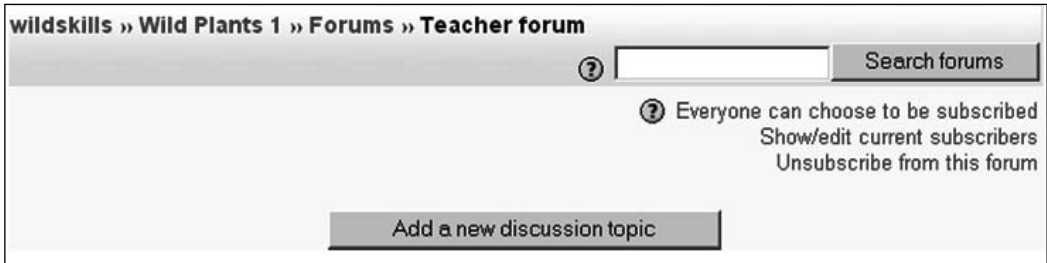 wildskills » Wild Plants 1 » Forums » Teacher forum
? Search forums
? Everyone can choose to be subscribed
Show/edit current subscribers
Unsubscribe from this forum
Add a new discussion topic